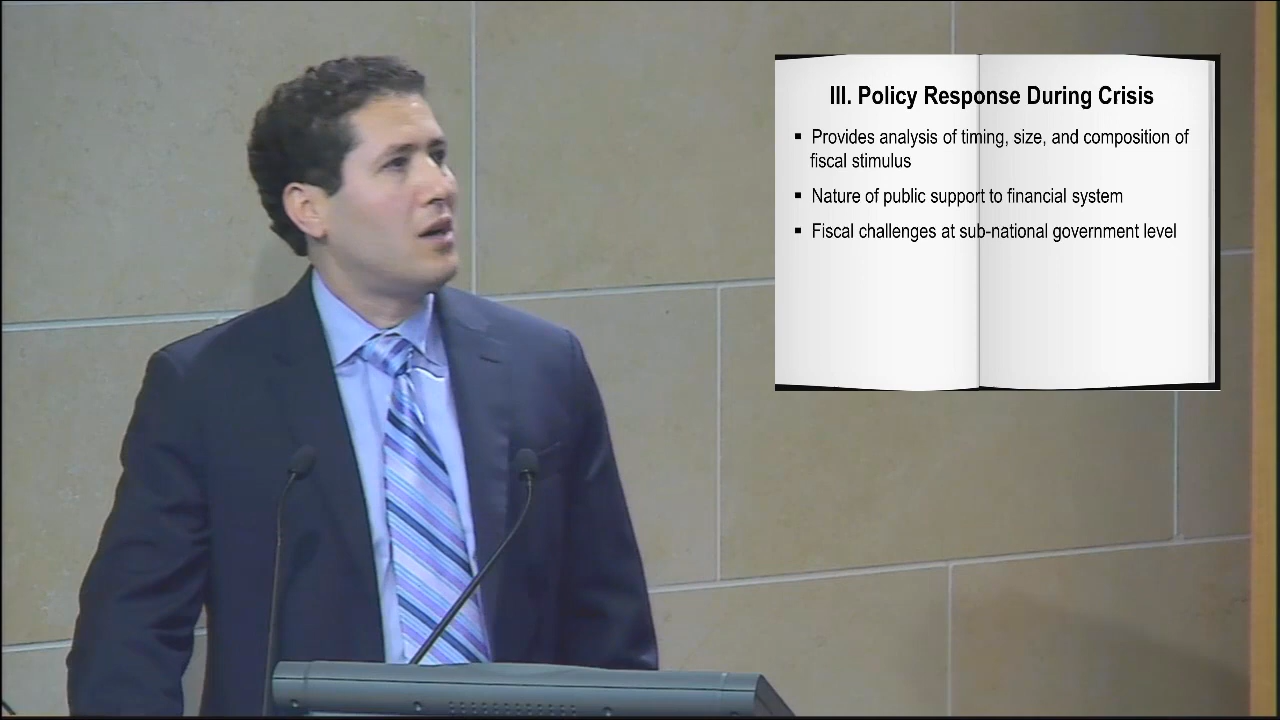 III. Policy Response During Crisis
▪ Provides analysis of timing, size, and composition of
fiscal stimulus
▪ Nature of public support to financial system
▪ Fiscal challenges at sub-national government level